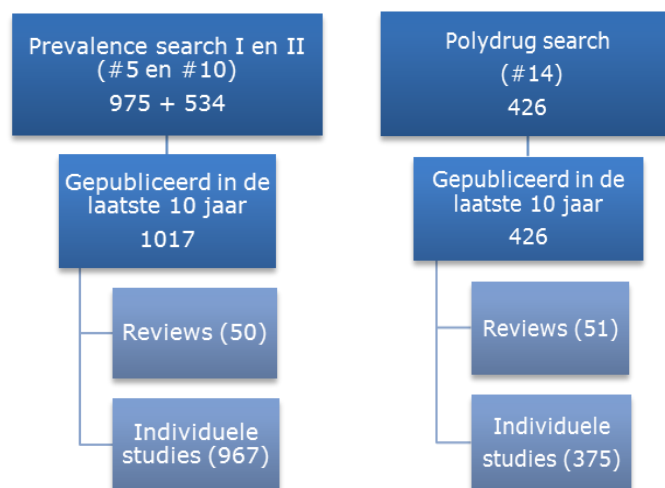 Prevalence search I en II
(#5 en #10)
975 + 534
Gepubliceerd in de
laatste 10 jaar
1017
Reviews (50)
Individuele
studies (967)
Polydrug search
(#14)
426
Gepubliceerd in de
laatste 10 jaar
426
Reviews (51)
Individuele
studies (375)